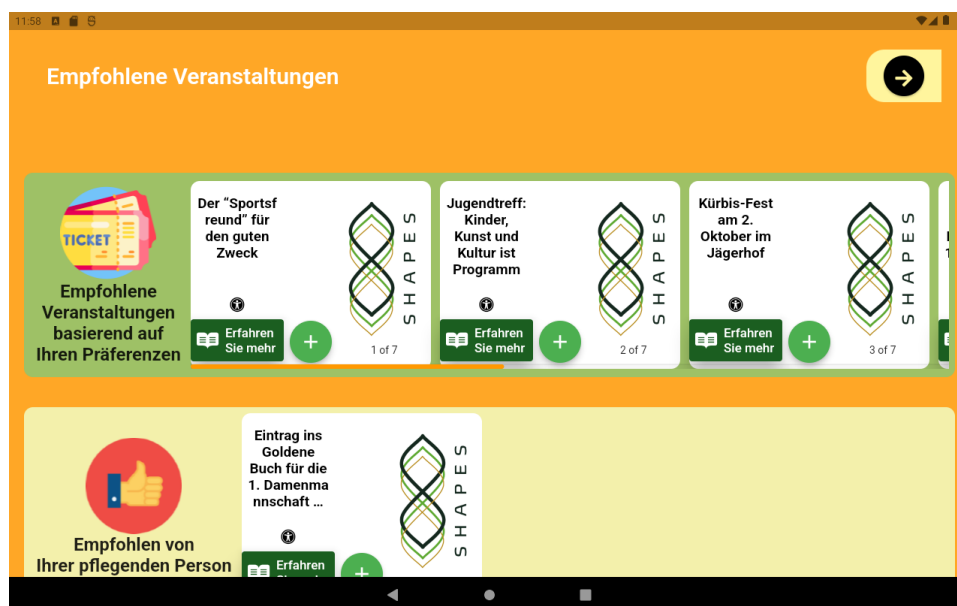 11:58
Empfohlene Veranstaltungen
TICKET
Empfohlene
Veranstaltungen
basierend auf
Ihren Präferenzen
Der “Sportsf
reund” für
den guten
Zweck
SHAPES
Erfahren
Sie mehr
+
1 of 7
Jugendtreff:
Kinder,
Kunst und
Kultur ist
Programm
SHAPES
Erfahren
Sie mehr
+
2 of 7
Kürbis-Fest
am 2.
Oktober im
Jägerhof
SHAPES
Erfahren
Sie mehr
+
3 of 7
Empfohlen von
Ihrer pflegenden Person
Eintrag ins
Goldene
Buch für die
1. Damenma
nnschaft ...
SHAPES
Erfahren